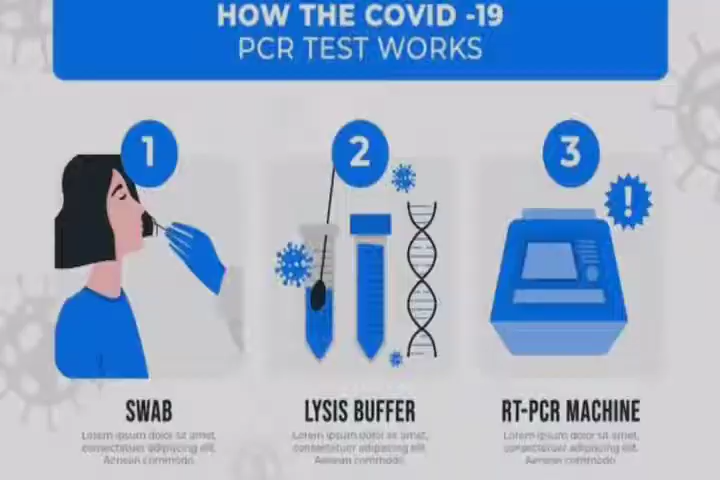 HOW THE COVID -19
PCR TEST WORKS
1
2
3
!
SWAB
LYSIS BUFFER
RT-PCR MACHINE
Lorem ipsum dolor sit amet,
consectetuer adipiscing elit.
Aenean commodo.
Lorem ipsum dolor sit amet,
consectetuer adipiscing elit.
Aenean commodo.
Lorem ipsum dolor sit amet,
consectetuer adipiscing elit.
Aenean commodo.